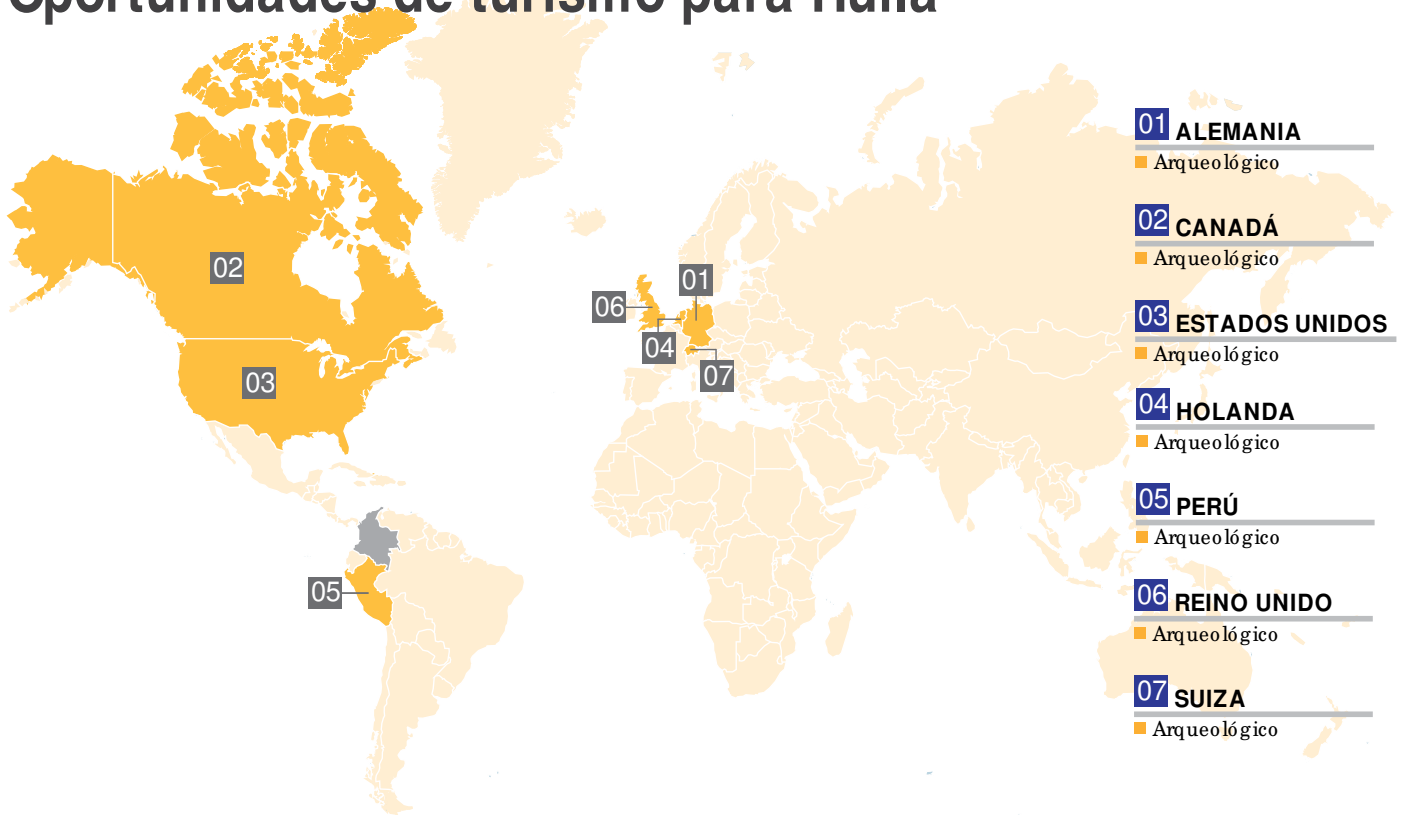 Oportunidades de turismo para Huila
01 ALEMANIA
Arqueológico
02 CANADÁ
Arqueológico
03 ESTADOS UNIDOS
Arqueológico
04 HOLANDA
Arqueológico
05 PERÚ
Arqueológico
06 REINO UNIDO
Arqueológico
07 SUIZA
Arqueológico
02
01
06
04
07
03
05